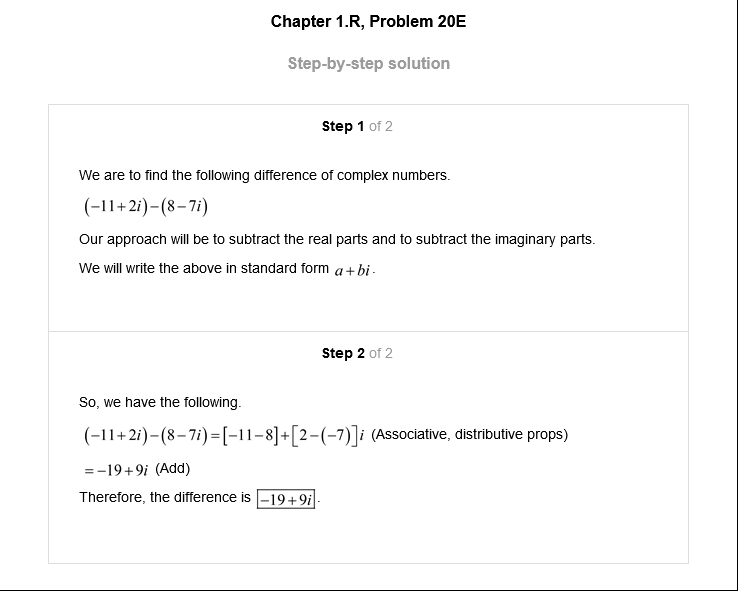 Chapter 1.R, Problem 20E
Step-by-step solution
Step 1 of 2
We are to find the following difference of complex numbers.
(−11+2i)−(8−7i)
Our approach will be to subtract the real parts and to subtract the imaginary parts.
We will write the above in standard form a+bi.
Step 2 of 2
So, we have the following.
(−11+2i)−(8−7i)=[−11−8]+[2−(−7)]i (Associative, distributive props)
=−19+9i (Add)
Therefore, the difference is −19+9i.